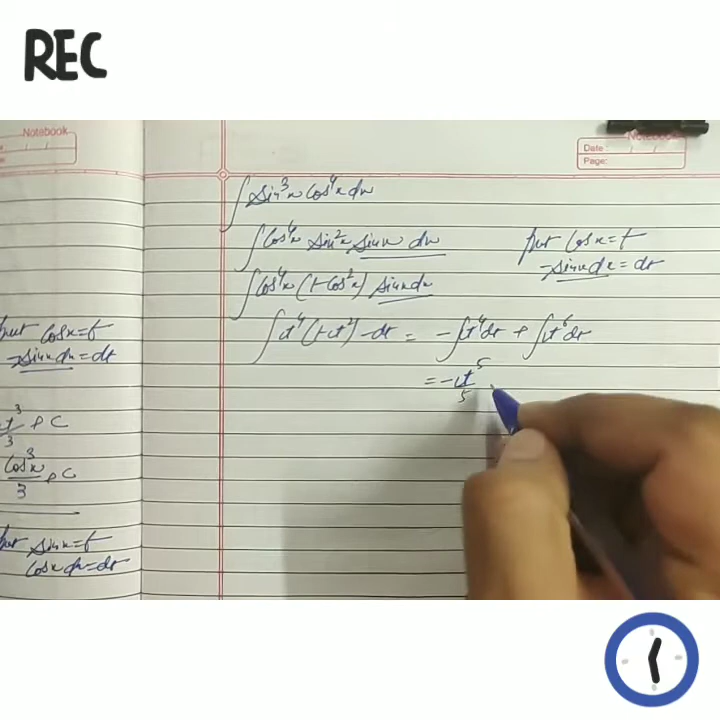 REC
Notebook
Notebook
Date :
Page:
∫sin³x cos⁴x dx
∫cos⁴x sin²x sinx dx
put cosx=t
-sinx dx = dt
∫cos⁴x (1-cos²x) sinx dx
∫t⁴(1-t²) -dt = -∫t⁴dt + ∫t⁶dt
= -t⁵/5
put cosx=t
-sinx dx = dt
t³/3 + C
cos³x/3 + C
put sinx=t
cosx dx = dt